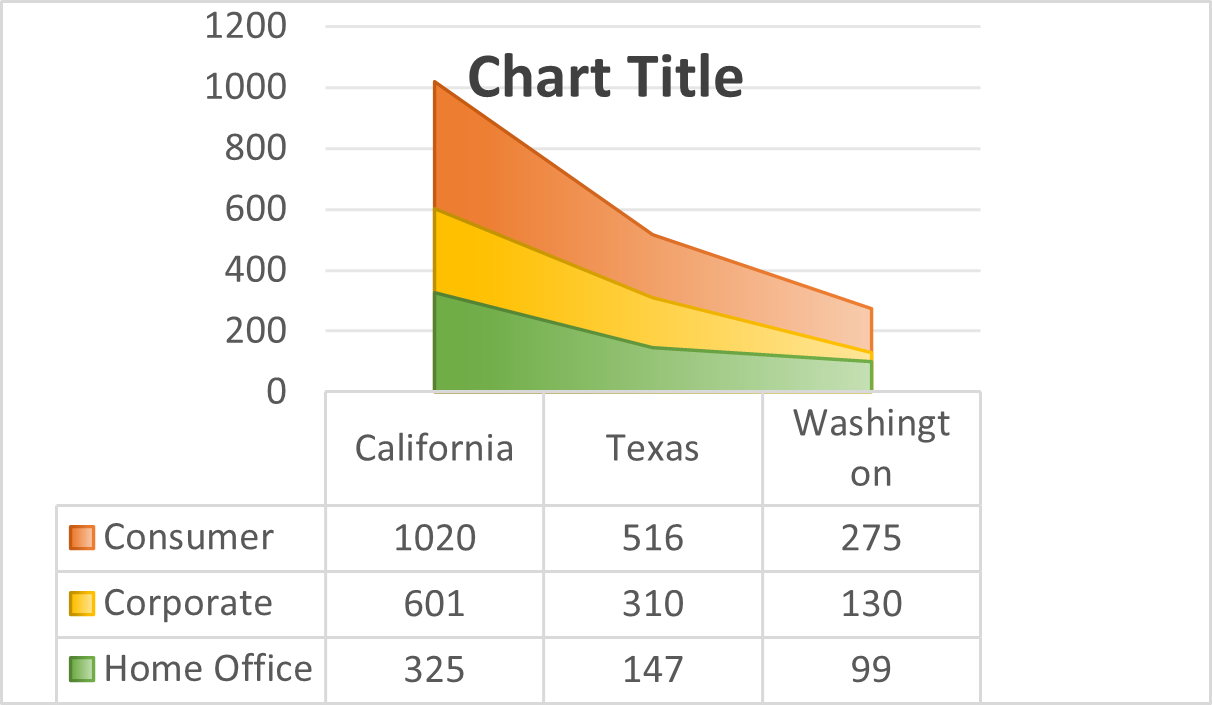 Chart Title
1200
1000
800
600
400
200
0
California Texas Washingt
on
Consumer 1020 516 275
Corporate 601 310 130
Home Office 325 147 99